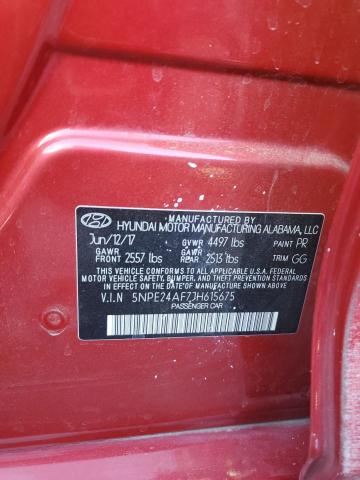 MANUFACTURED BY
HYUNDAI MOTOR MANUFACTURING ALABAMA, LLC
Jun/12/17 GVWR 4497 lbs PAINT PR
GAWR FRONT 2557 lbs GAWR REAR 2513 lbs TRIM GG
THIS VEHICLE CONFORMS TO ALL APPLICABLE U.S. FEDERAL
MOTOR VEHICLE SAFETY, BUMPER, AND THEFT PREVENTION
STANDARDS IN EFFECT ON THE DATE OF MANUFACTURE SHOWN
ABOVE.
V.I.N 5NPE24AF7JH615675
PASSENGER CAR